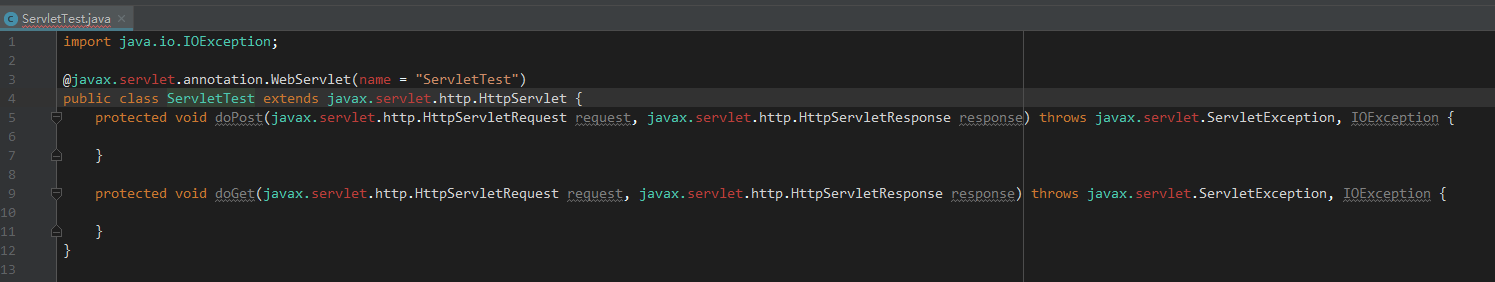 C ServletTest.java ×
1 import java.io.IOException;
2
3 @javax.servlet.annotation.WebServlet(name = "ServletTest")
4 public class ServletTest extends javax.servlet.http.HttpServlet {
5     protected void doPost(javax.servlet.http.HttpServletRequest request, javax.servlet.http.HttpServletResponse response) throws javax.servlet.ServletException, IOException {
6
7     }
8
9     protected void doGet(javax.servlet.http.HttpServletRequest request, javax.servlet.http.HttpServletResponse response) throws javax.servlet.ServletException, IOException {
10
11     }
12 }
13